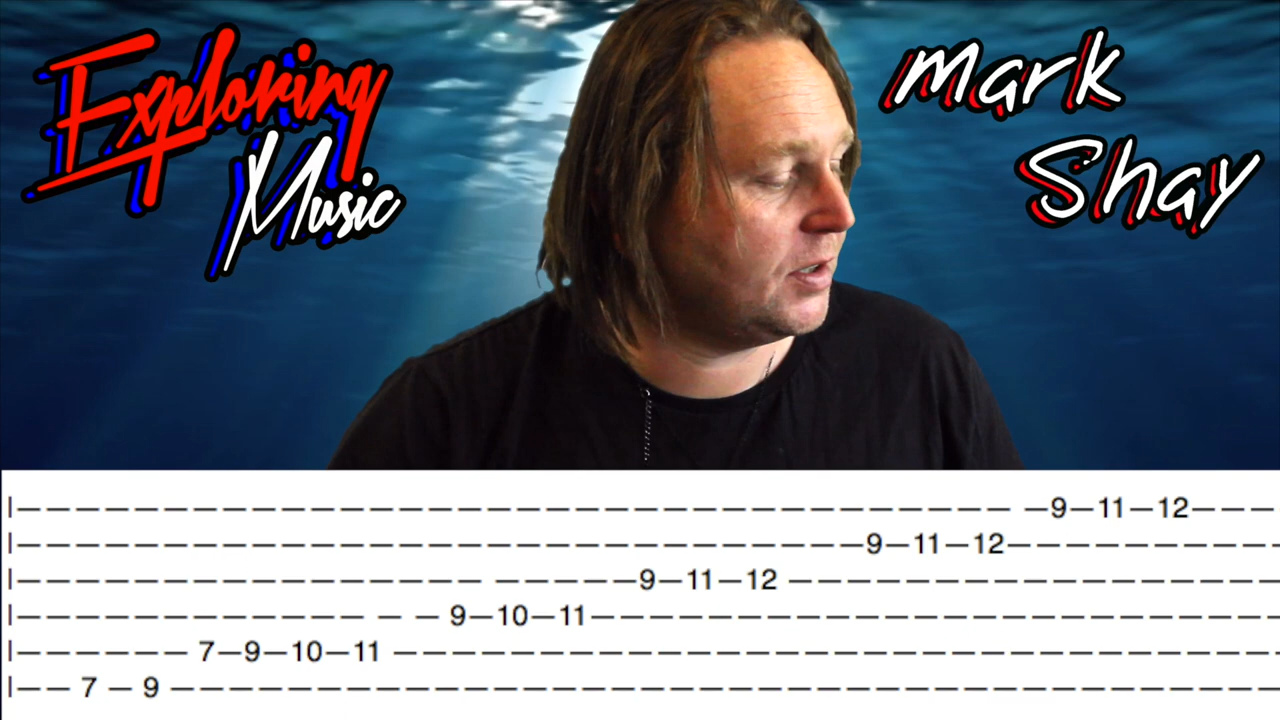 Exploring
Music
Mark
Shay
|—————————————————————————————————— —9—11—12———
|—————————————————————————————9—11—12——————————
|———————————————— —————9—11—12 —————————————————
|———————————— — — 9—10—11————————————————————————
|—————— 7—9—10—11 ———————————————————————————————
|—— 7 — 9 ——————————————————————————————————————